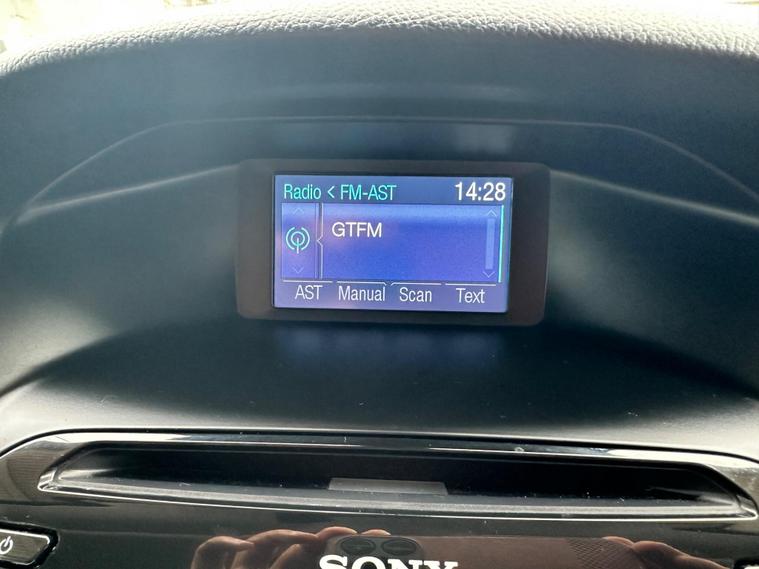 Radio < FM-AST 14:28
GTFM
AST Manual Scan Text
SONY